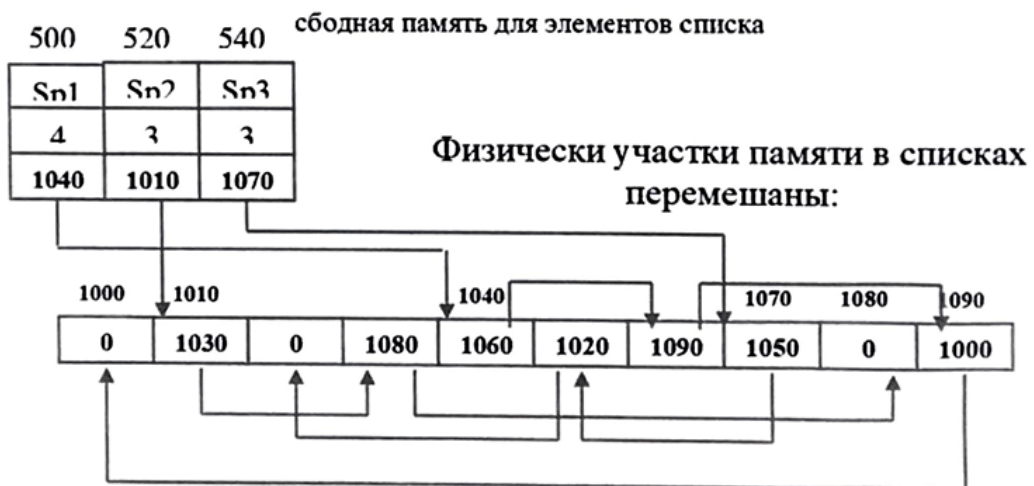 сбодная память для элементов списка
500 520 540
Sp1 Sp2 Sp3
4 3 3
1040 1010 1070
Физически участки памяти в списках
перемешаны:
1000 1010 1040 1070 1080 1090
0 1030 0 1080 1060 1020 1090 1050 0 1000